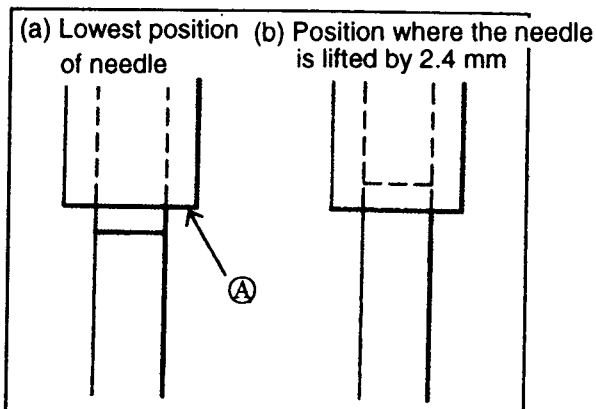 (a) Lowest position
of needle
(b) Position where the needle
is lifted by 2.4 mm
Ⓐ